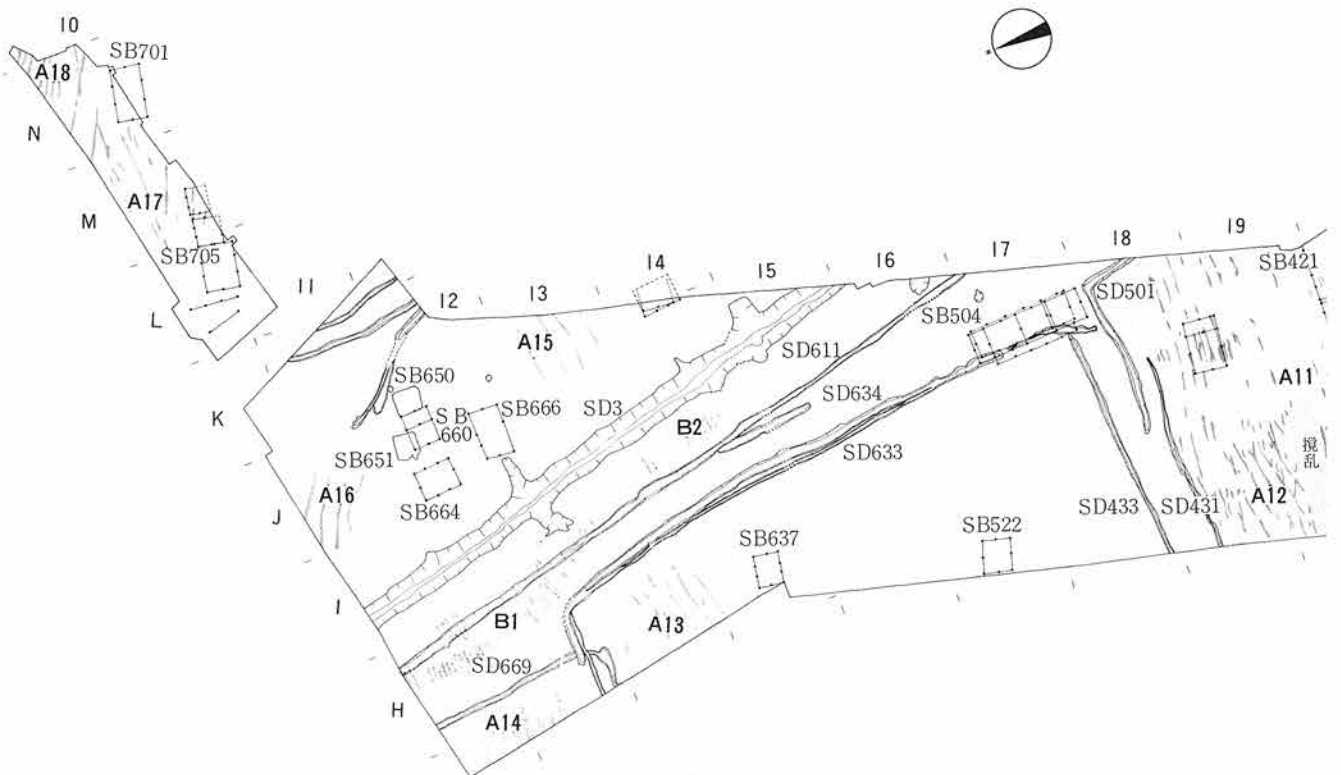 10
SB701
A18
N
A17
M
SB705
L
11
12
13
14
15
16
17
18
19
SB421
SB504
SD501
A15
SD611
K
SB650
SB
660
SB666
SD3
SD634
A11
B2
SD633
SB651
撹乱
A16
SB664
SD433
SD431
A12
J
SB637
SB522
I
B1
A13
SD669
H
A14